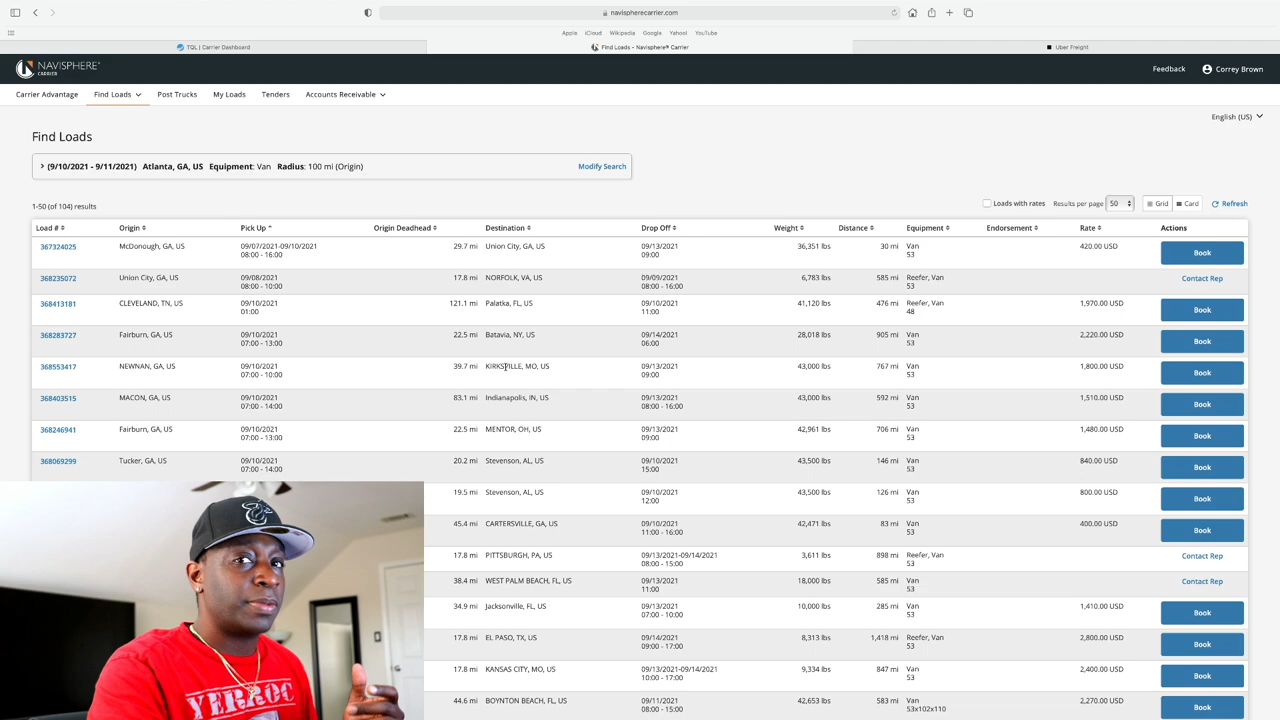 navispherecarrier.com
Apple iCloud Wikipedia Google Yahoo! YouTube
TQL | Carrier Dashboard Find Loads - Navisphere® Carrier Uber Freight
NAVISPHERE® Feedback Correy Brown
CARRIER
Carrier Advantage Find Loads Post Trucks My Loads Tenders Accounts Receivable
English (US)
Find Loads
(9/10/2021 - 9/11/2021) Atlanta, GA, US Equipment: Van Radius: 100 mi (Origin) Modify Search
1-50 (of 104) results Loads with rates Results per page 50 Grid Card Refresh
Load # Origin Pick Up Origin Deadhead Destination Drop Off Weight Distance Equipment Endorsement Rate Actions
367324025 McDonough, GA, US 09/07/2021-09/10/2021 29.7 mi Union City, GA, US 09/13/2021 36,351 lbs 30 mi Van 420.00 USD Book
08:00 - 16:00 09:00 53
368235072 Union City, GA, US 09/08/2021 17.8 mi NORFOLK, VA, US 09/09/2021 6,783 lbs 585 mi Reefer, Van Contact Rep
08:00 - 10:00 08:00 - 16:00 53
368413181 CLEVELAND, TN, US 09/10/2021 121.1 mi Palatka, FL, US 09/10/2021 41,120 lbs 476 mi Reefer, Van 1,970.00 USD Book
01:00 11:00 48
368283727 Fairburn, GA, US 09/10/2021 22.5 mi Batavia, NY, US 09/14/2021 28,018 lbs 905 mi Van 2,220.00 USD Book
07:00 - 13:00 06:00 53
368553417 NEWNAN, GA, US 09/10/2021 39.7 mi KIRKSVILLE, MO, US 09/13/2021 43,000 lbs 767 mi Van 1,800.00 USD Book
07:00 - 10:00 09:00 53
368403515 MACON, GA, US 09/10/2021 83.1 mi Indianapolis, IN, US 09/13/2021 43,000 lbs 592 mi Van 1,510.00 USD Book
07:00 - 14:00 08:00 - 16:00 53
368246941 Fairburn, GA, US 09/10/2021 22.5 mi MENTOR, OH, US 09/13/2021 42,961 lbs 706 mi Van 1,480.00 USD Book
07:00 - 13:00 09:00 53
368069299 Tucker, GA, US 09/10/2021 20.2 mi Stevenson, AL, US 09/10/2021 43,500 lbs 146 mi Van 840.00 USD Book
07:00 - 14:00 15:00 53
19.5 mi Stevenson, AL, US 09/10/2021 43,500 lbs 126 mi Van 800.00 USD Book
12:00 53
45.4 mi CARTERSVILLE, GA, US 09/10/2021 42,471 lbs 83 mi Van 400.00 USD Book
11:00 - 16:00 53
17.8 mi PITTSBURGH, PA, US 09/13/2021-09/14/2021 3,611 lbs 898 mi Reefer, Van Contact Rep
08:00 - 15:00 53
38.4 mi WEST PALM BEACH, FL, US 09/13/2021 18,000 lbs 585 mi Van Contact Rep
11:00 53
34.9 mi Jacksonville, FL, US 09/13/2021 10,000 lbs 285 mi Van 1,410.00 USD Book
07:00 - 10:00 53
17.8 mi EL PASO, TX, US 09/14/2021 8,313 lbs 1,418 mi Reefer, Van 2,800.00 USD Book
09:00 - 17:00 53
17.8 mi KANSAS CITY, MO, US 09/13/2021-09/14/2021 9,334 lbs 847 mi Van 2,400.00 USD Book
10:00 - 17:00 53
44.6 mi BOYNTON BEACH, FL, US 09/11/2021 42,653 lbs 583 mi Van 2,270.00 USD Book
08:00 - 15:00 53x102x110
YERROC